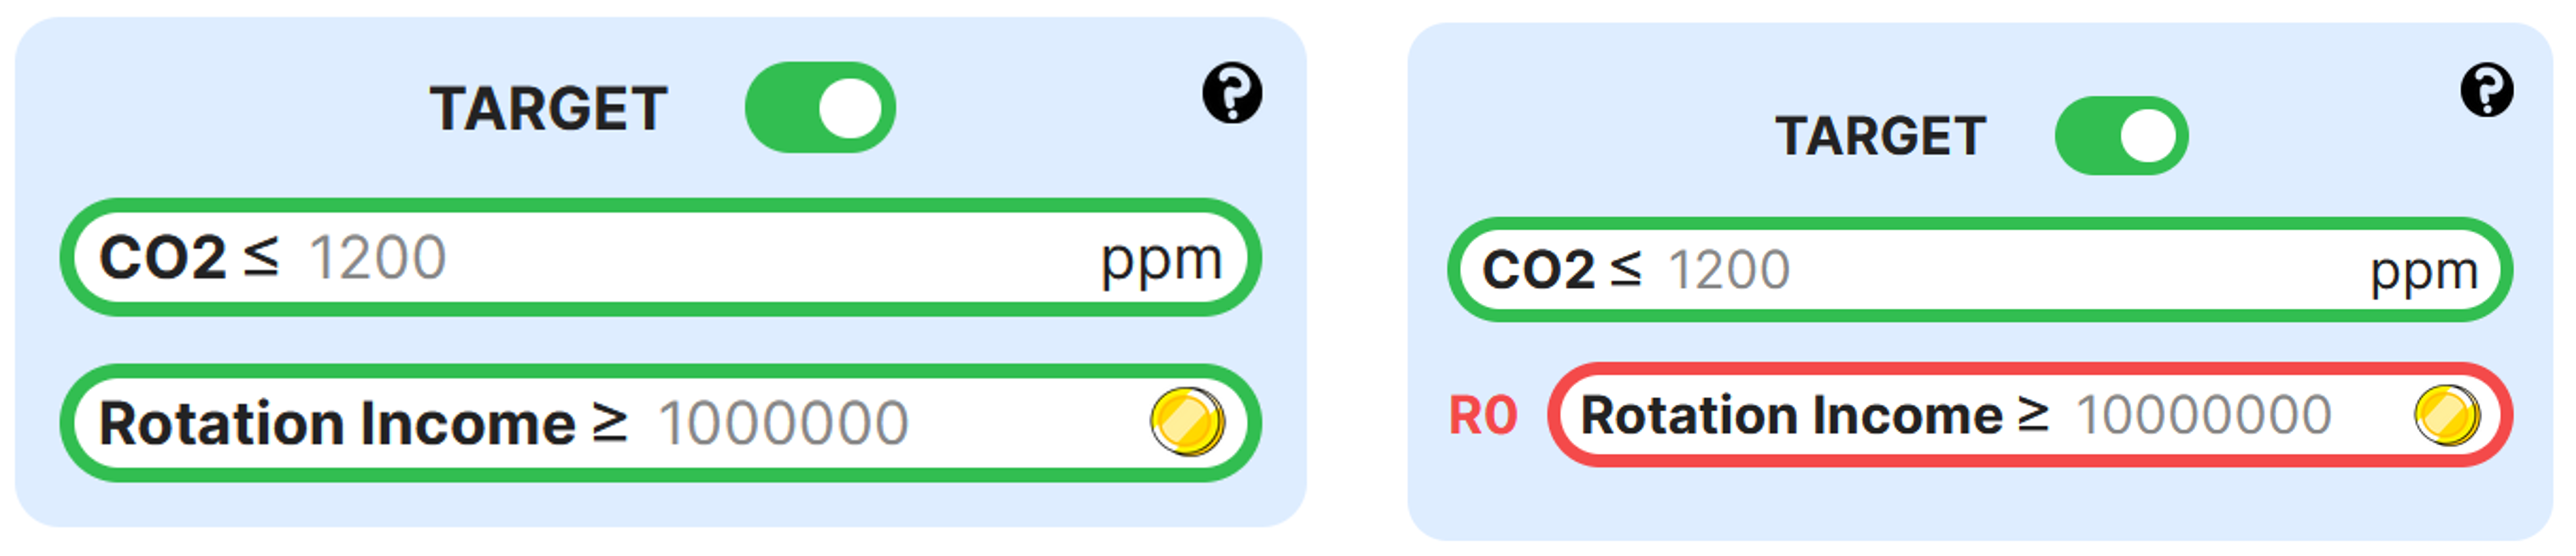 TARGET ?
CO2 ≤ 1200 ppm
Rotation Income ≥ 1000000
TARGET ?
CO2 ≤ 1200 ppm
R0 Rotation Income ≥ 10000000